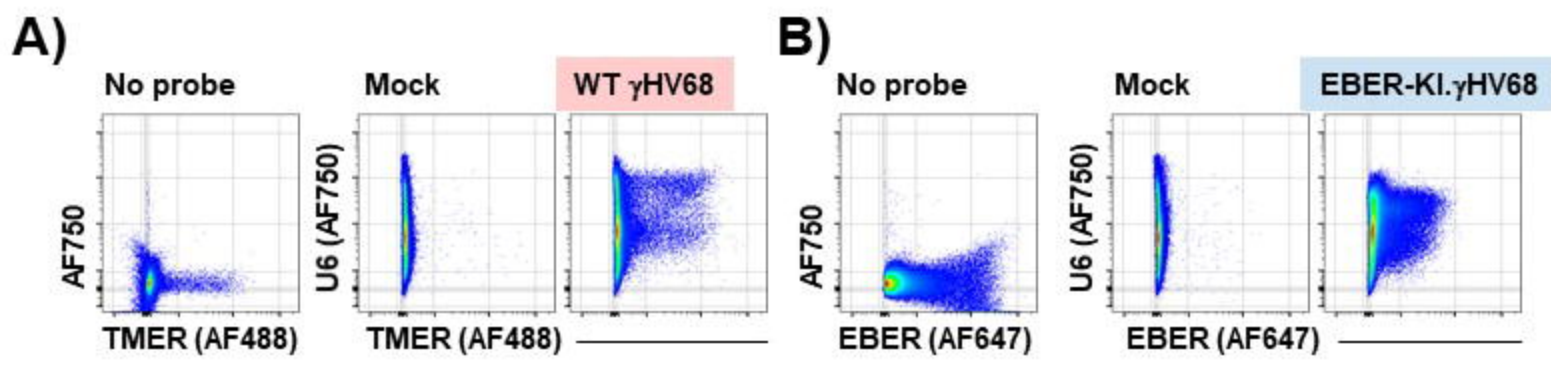 A)
B)
No probe
Mock
WT γHV68
No probe
Mock
EBER-KI.γHV68
AF750
U6 (AF750)
AF750
U6 (AF750)
TMER (AF488)
TMER (AF488)
EBER (AF647)
EBER (AF647)